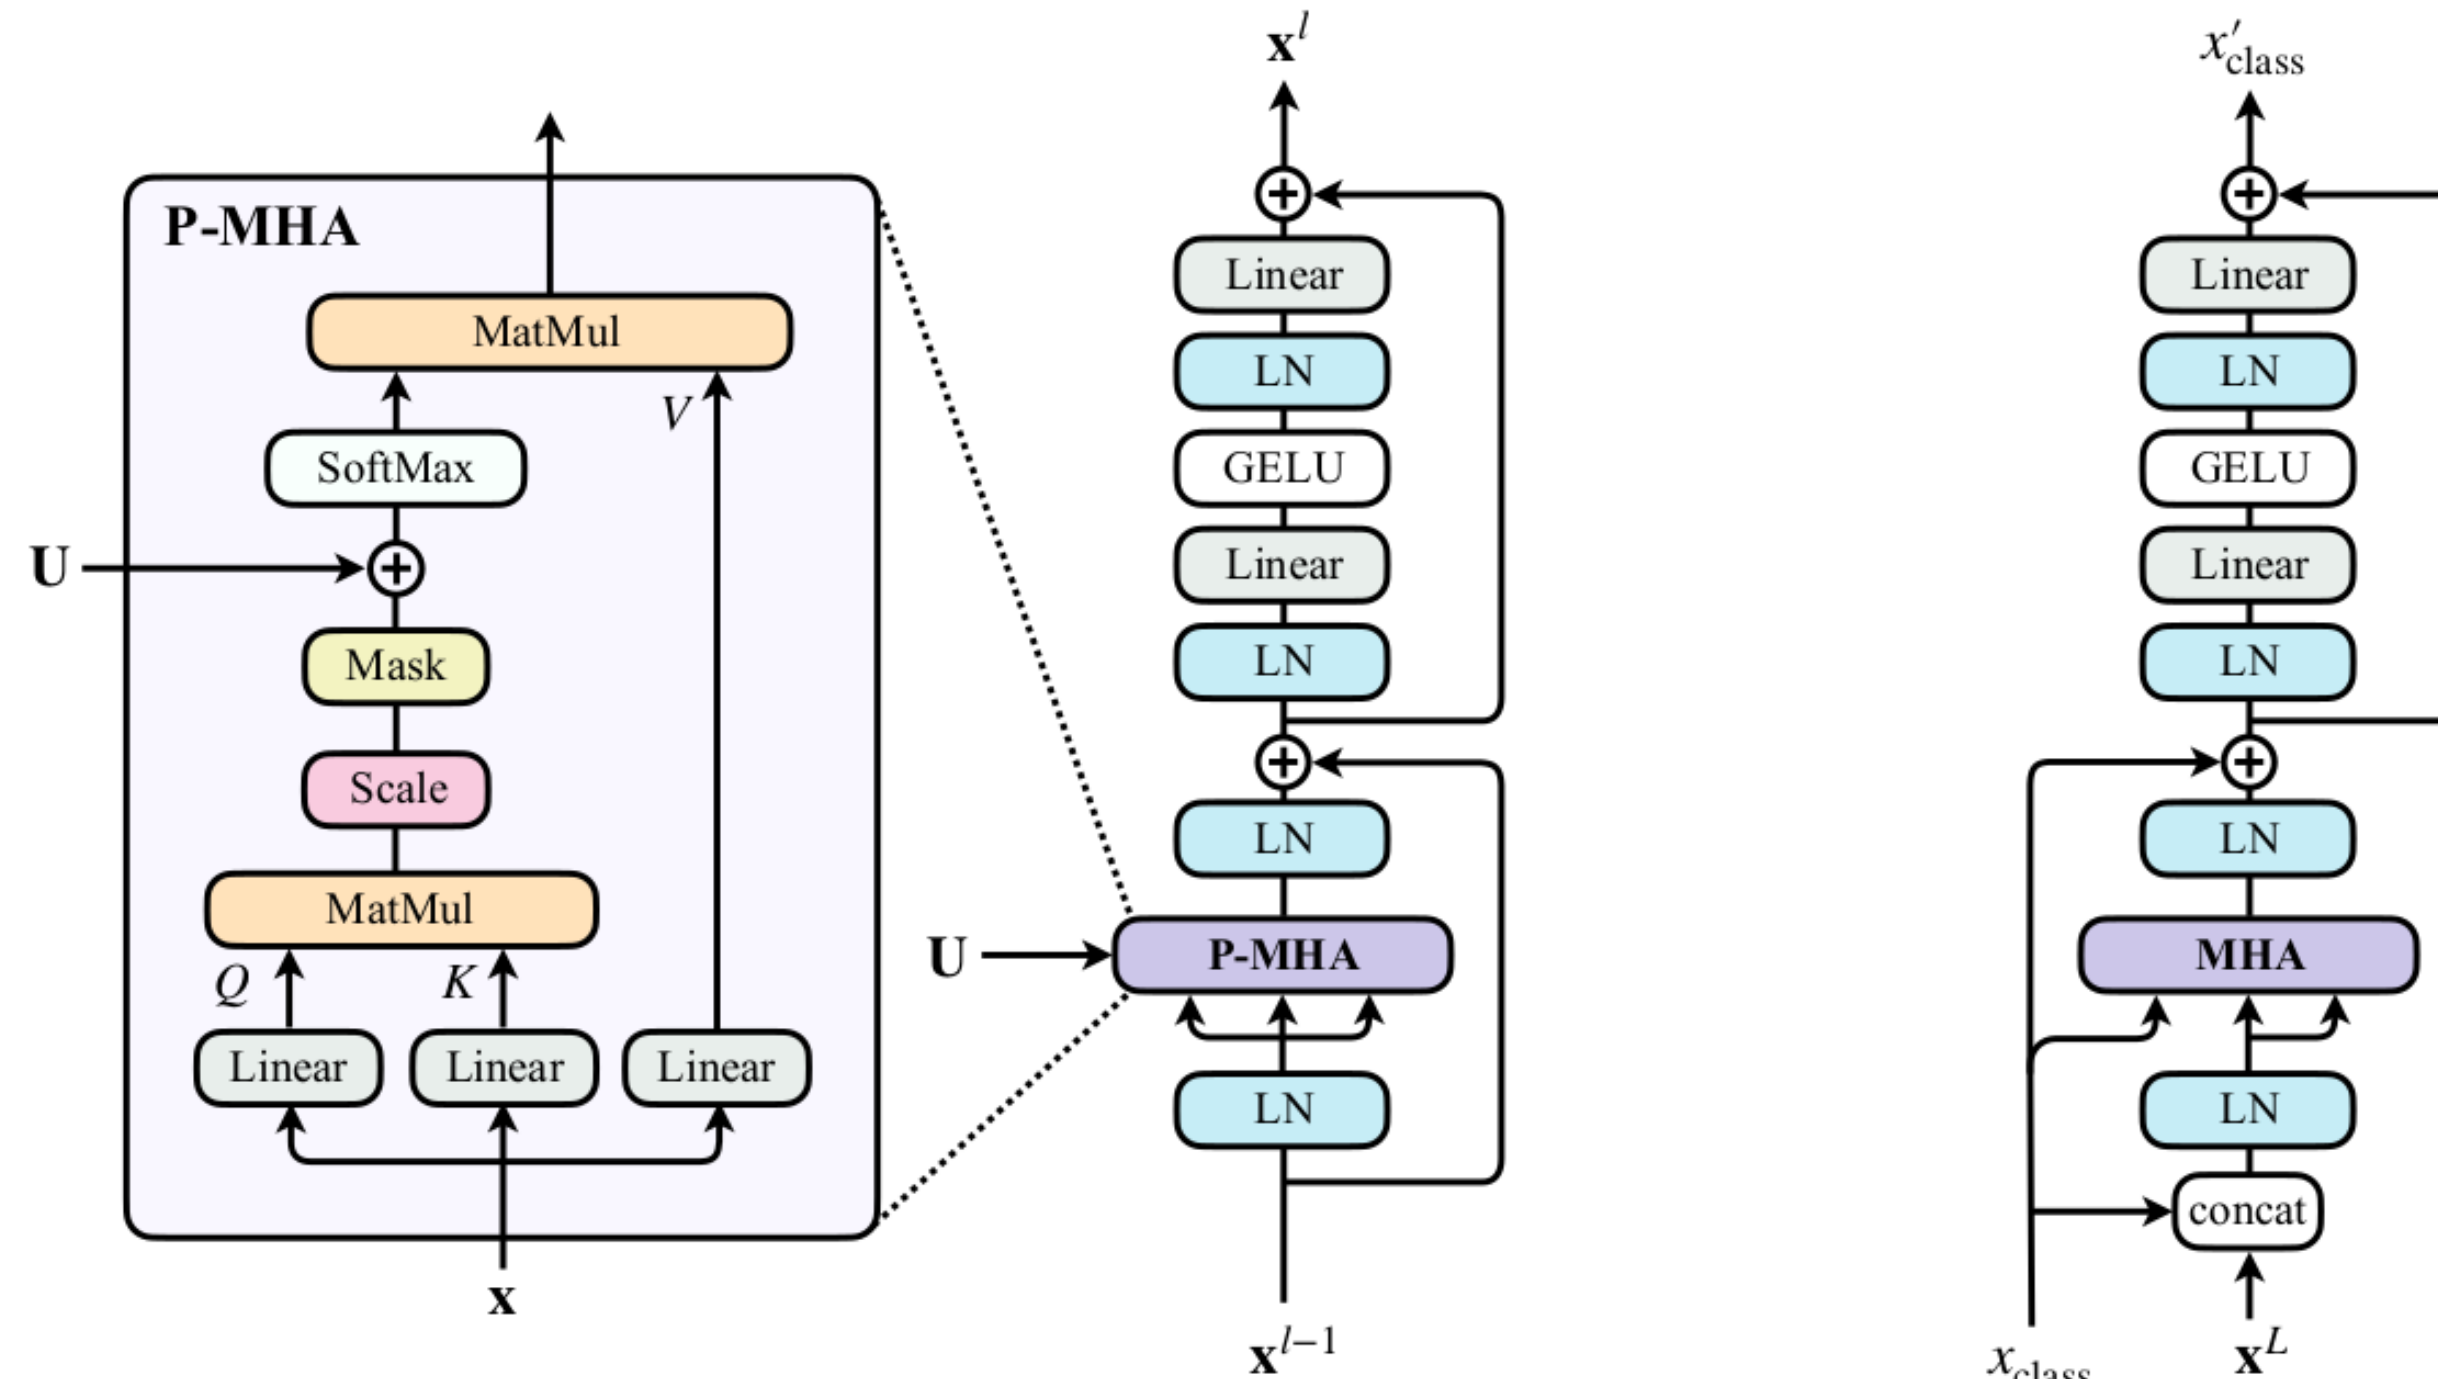 P-MHA
MatMul
V
SoftMax
U
+
Mask
Scale
MatMul
Q
K
Linear
Linear
Linear
x
x^l
+
Linear
LN
GELU
Linear
LN
+
LN
U
P-MHA
LN
x^{l−1}
x'_class
+
Linear
LN
GELU
Linear
LN
+
LN
MHA
LN
concat
x_class
x^L